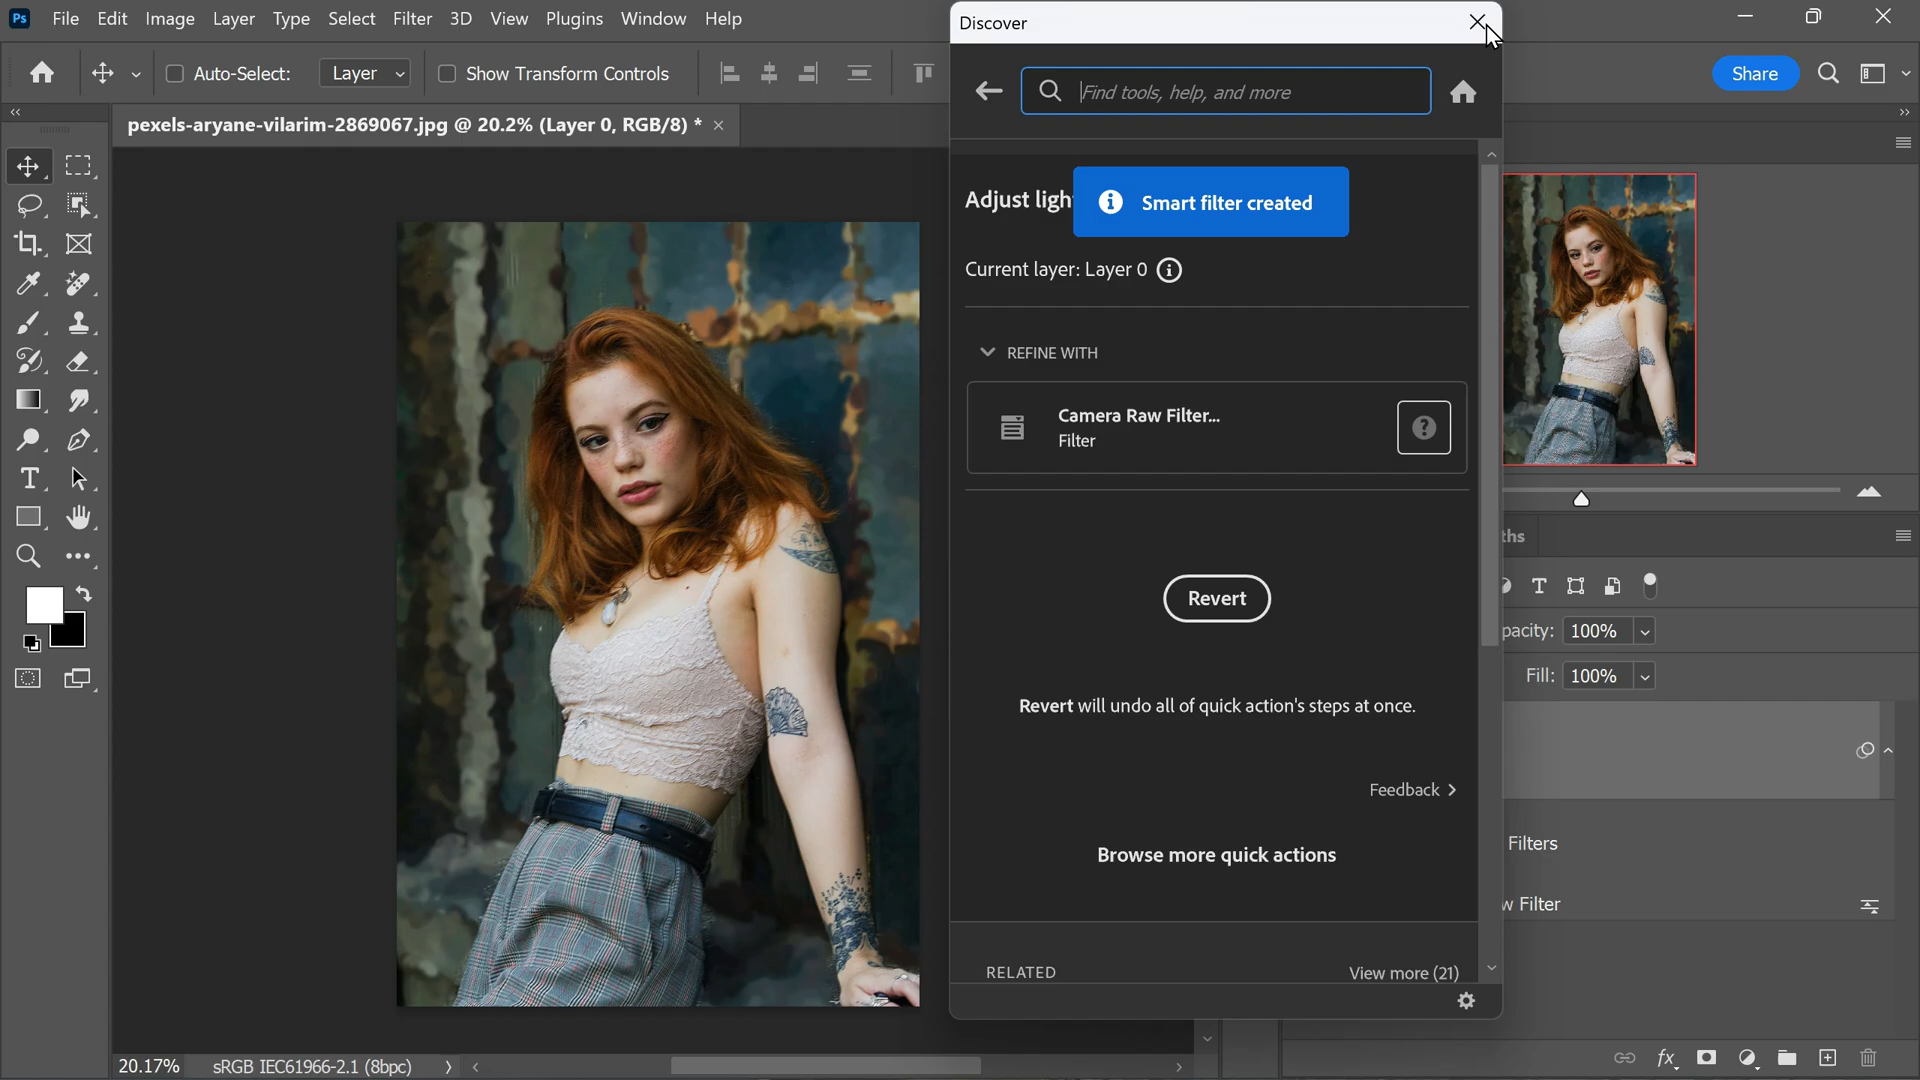 Ps File Edit Image Layer Type Select Filter 3D View Plugins Window Help
Discover
Auto-Select: Layer Show Transform Controls
Find tools, help, and more
Share
pexels-aryane-vilarim-2869067.jpg @ 20.2% (Layer 0, RGB/8) *
Adjust ligh
Smart filter created
Current layer: Layer 0
REFINE WITH
Camera Raw Filter...
Filter
ths
Revert
pacity: 100%
Fill: 100%
Revert will undo all of quick action's steps at once.
Feedback
Browse more quick actions
Filters
w Filter
RELATED View more (21)
20.17% sRGB IEC61966-2.1 (8bpc)
fx